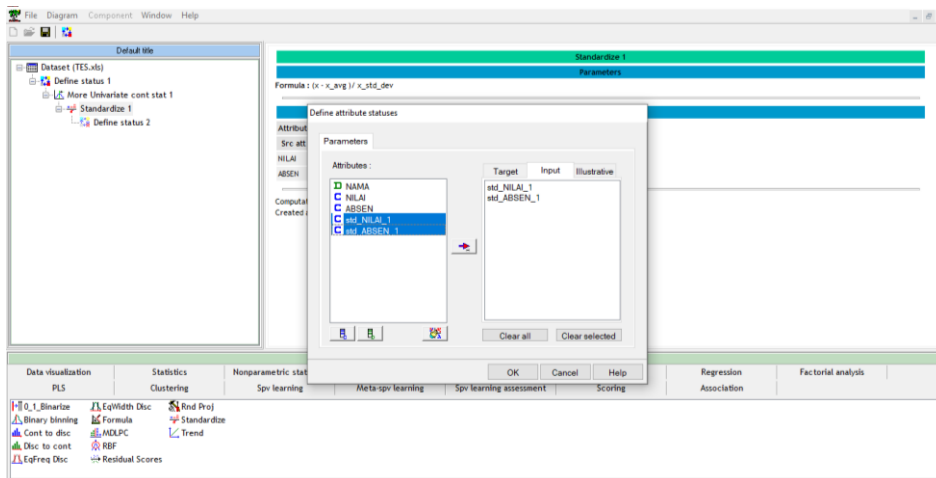 File Diagram Component Window Help
Default title
Dataset (TES.xls)
Define status 1
More Univariate cont stat 1
Standardize 1
Define status 2
Standardize 1
Parameters
Formula : (x - x_avg )/ x_std_dev
Attribut
Src att
NILAI
ABSEN
Computat
Created a
Define attribute statuses
Parameters
Attributes :
D NAMA
C NILAI
C ABSEN
C std_NILAI_1
C std_ABSEN_1
Target Input Illustrative
std_NILAI_1
std_ABSEN_1
Clear all Clear selected
OK Cancel Help
Data visualization Statistics Nonparametric stat Regression Factorial analysis
PLS Clustering Spv learning Meta-spv learning Spv learning assessment Scoring Association
0_1_Binarize EqWidth Disc Rnd Proj
Binary binning Formula Standardize
Cont to disc MDLPC Trend
Disc to cont RBF
EqFreq Disc Residual Scores